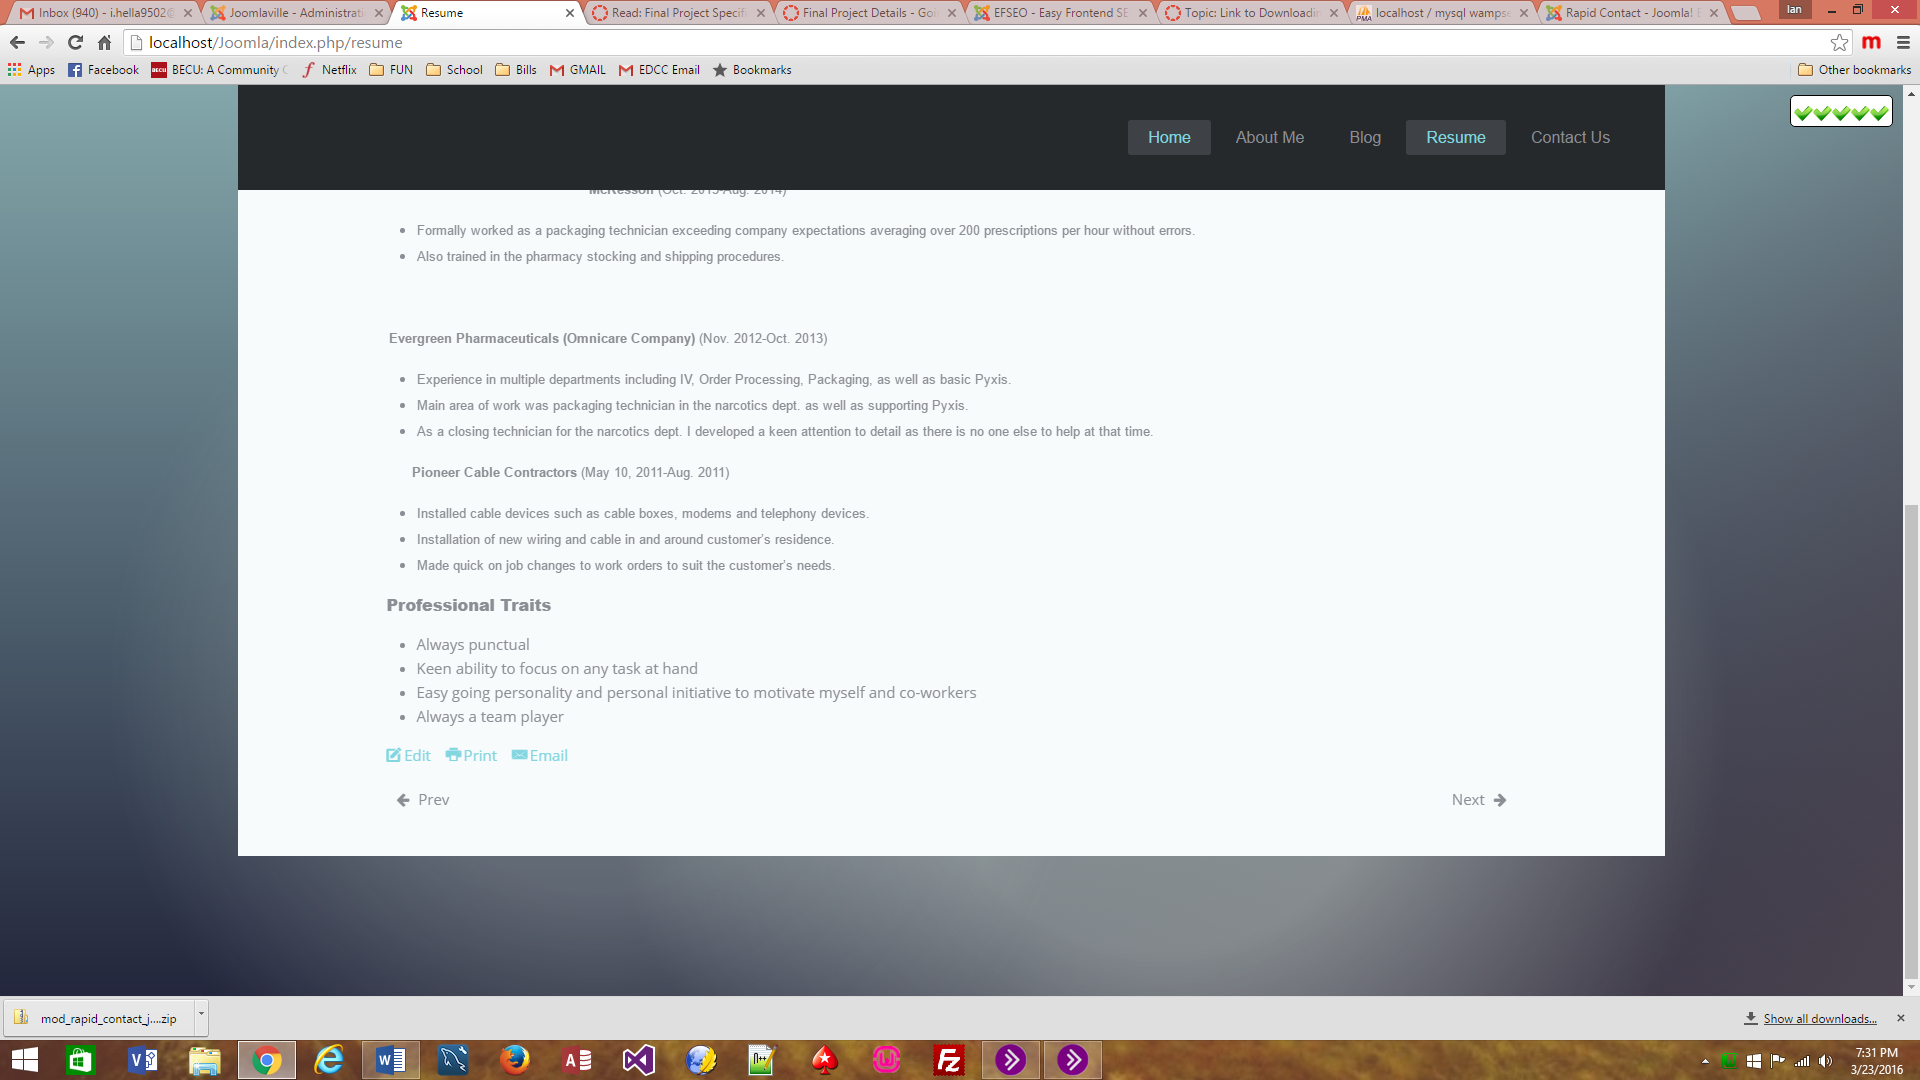 Inbox (940) - i.hella9502@
Joomlaville - Administrati
Resume
Read: Final Project Specifi
Final Project Details - Goi
EFSEO - Easy Frontend SE
Topic: Link to Downloadin
localhost / mysql wampse
Rapid Contact - Joomla! E
Ian
localhost/Joomla/index.php/resume
Apps
Facebook
BECU: A Community C
Netflix
FUN
School
Bills
GMAIL
EDCC Email
Bookmarks
Other bookmarks
Home
About Me
Blog
Resume
Contact Us
McKesson (Oct. 2013-Aug. 2014)
• Formally worked as a packaging technician exceeding company expectations averaging over 200 prescriptions per hour without errors.
• Also trained in the pharmacy stocking and shipping procedures.
Evergreen Pharmaceuticals (Omnicare Company) (Nov. 2012-Oct. 2013)
• Experience in multiple departments including IV, Order Processing, Packaging, as well as basic Pyxis.
• Main area of work was packaging technician in the narcotics dept. as well as supporting Pyxis.
• As a closing technician for the narcotics dept. I developed a keen attention to detail as there is no one else to help at that time.
Pioneer Cable Contractors (May 10, 2011-Aug. 2011)
• Installed cable devices such as cable boxes, modems and telephony devices.
• Installation of new wiring and cable in and around customer's residence.
• Made quick on job changes to work orders to suit the customer's needs.
Professional Traits
• Always punctual
• Keen ability to focus on any task at hand
• Easy going personality and personal initiative to motivate myself and co-workers
• Always a team player
Edit Print Email
Prev
Next
mod_rapid_contact_j....zip
Show all downloads...
7:31 PM
3/23/2016